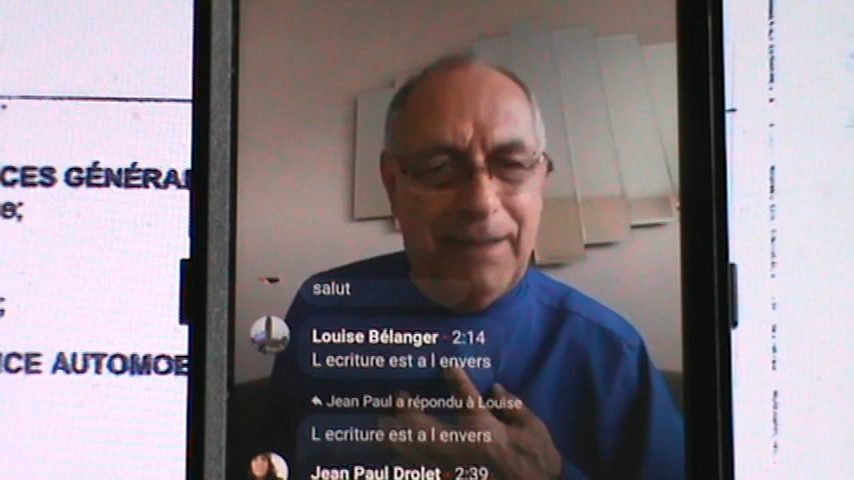 CES GÉNÉRA
e;
;
ICE AUTOMOB
salut
Louise Bélanger · 2:14
L ecriture est a l envers
Jean Paul a répondu à Louise
L ecriture est a l envers
Jean Paul Drolet · 2:39